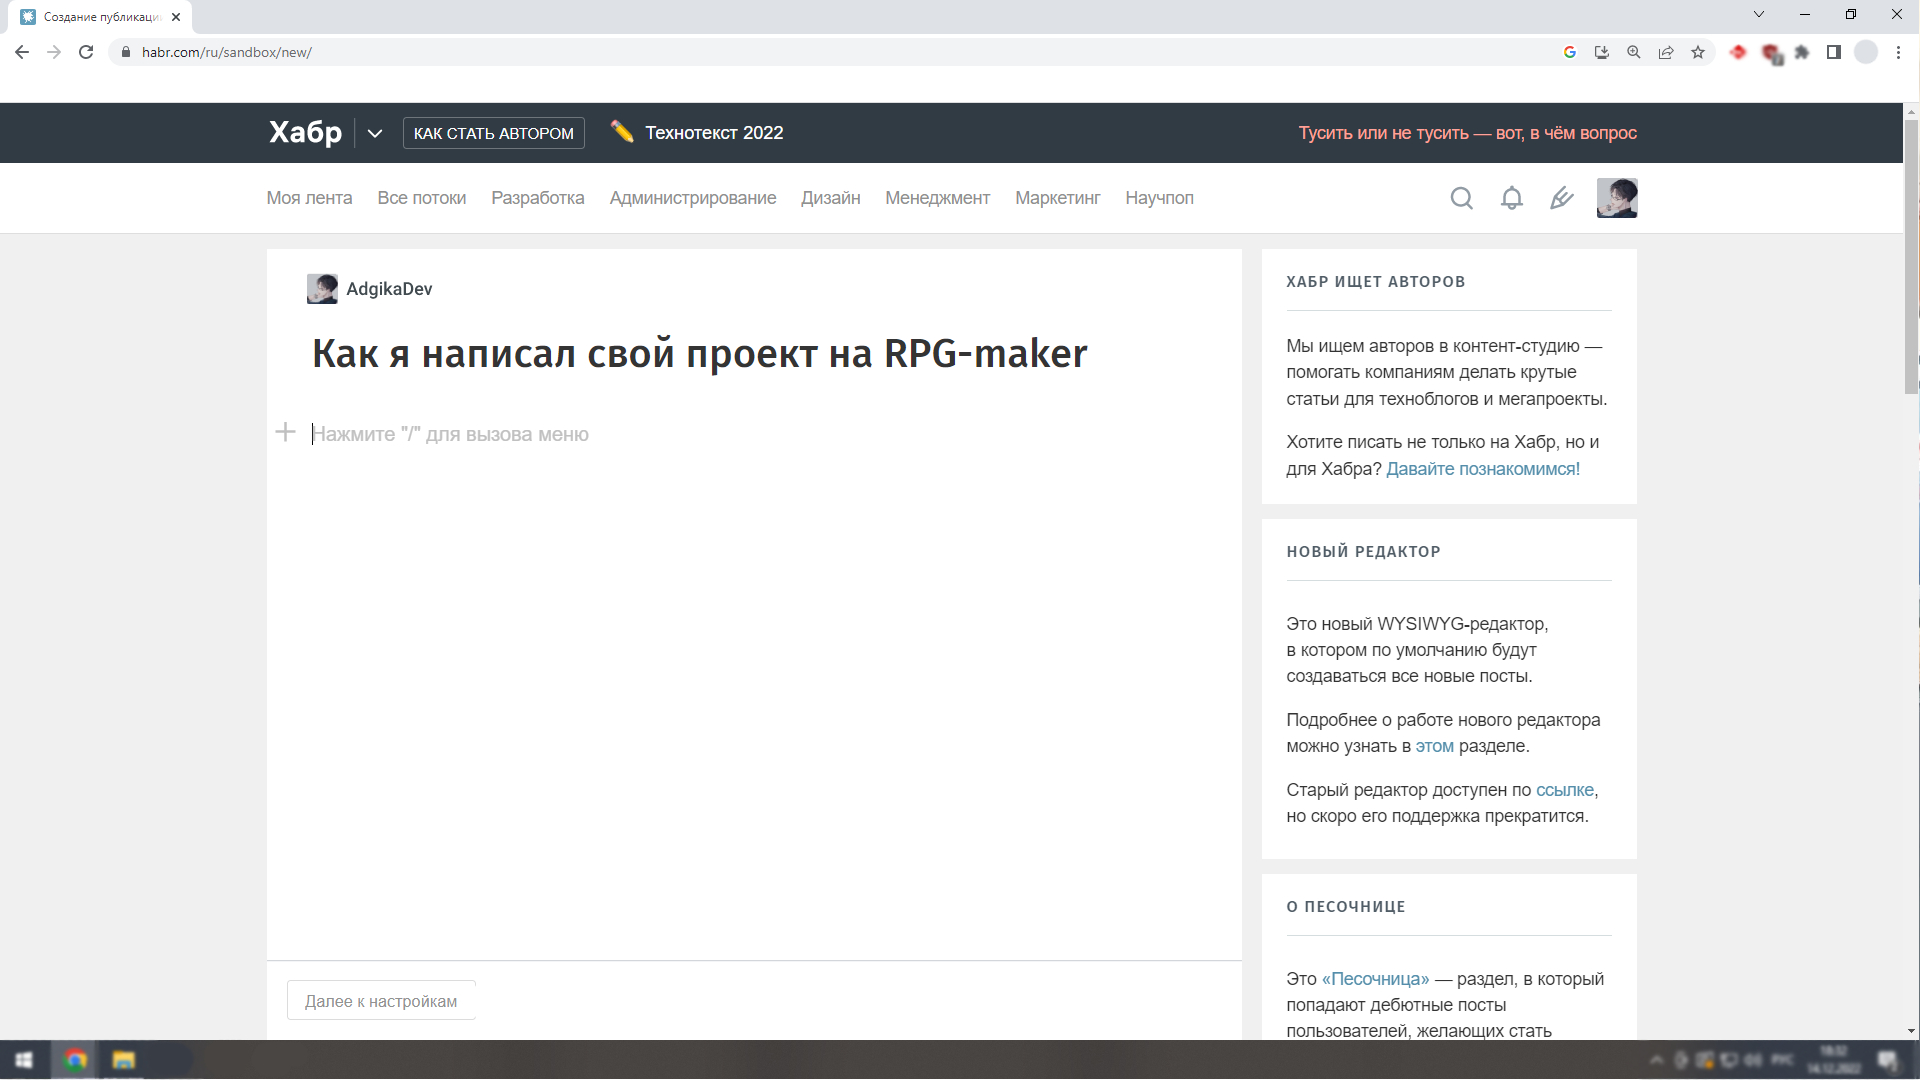 Создание публикаци
habr.com/ru/sandbox/new/
Хабр
КАК СТАТЬ АВТОРОМ
Технотекст 2022
Тусить или не тусить — вот, в чём вопрос
Моя лента Все потоки Разработка Администрирование Дизайн Менеджмент Маркетинг Научпоп
AdgikaDev
Как я написал свой проект на RPG-maker
Нажмите "/" для вызова меню
Далее к настройкам
ХАБР ИЩЕТ АВТОРОВ
Мы ищем авторов в контент-студию —
помогать компаниям делать крутые
статьи для техноблогов и мегапроекты.
Хотите писать не только на Хабр, но и
для Хабра? Давайте познакомимся!
НОВЫЙ РЕДАКТОР
Это новый WYSIWYG-редактор,
в котором по умолчанию будут
создаваться все новые посты.
Подробнее о работе нового редактора
можно узнать в этом разделе.
Старый редактор доступен по ссылке,
но скоро его поддержка прекратится.
О ПЕСОЧНИЦЕ
Это «Песочница» — раздел, в который
попадают дебютные посты
пользователей, желающих стать
РУС
14.12.2022